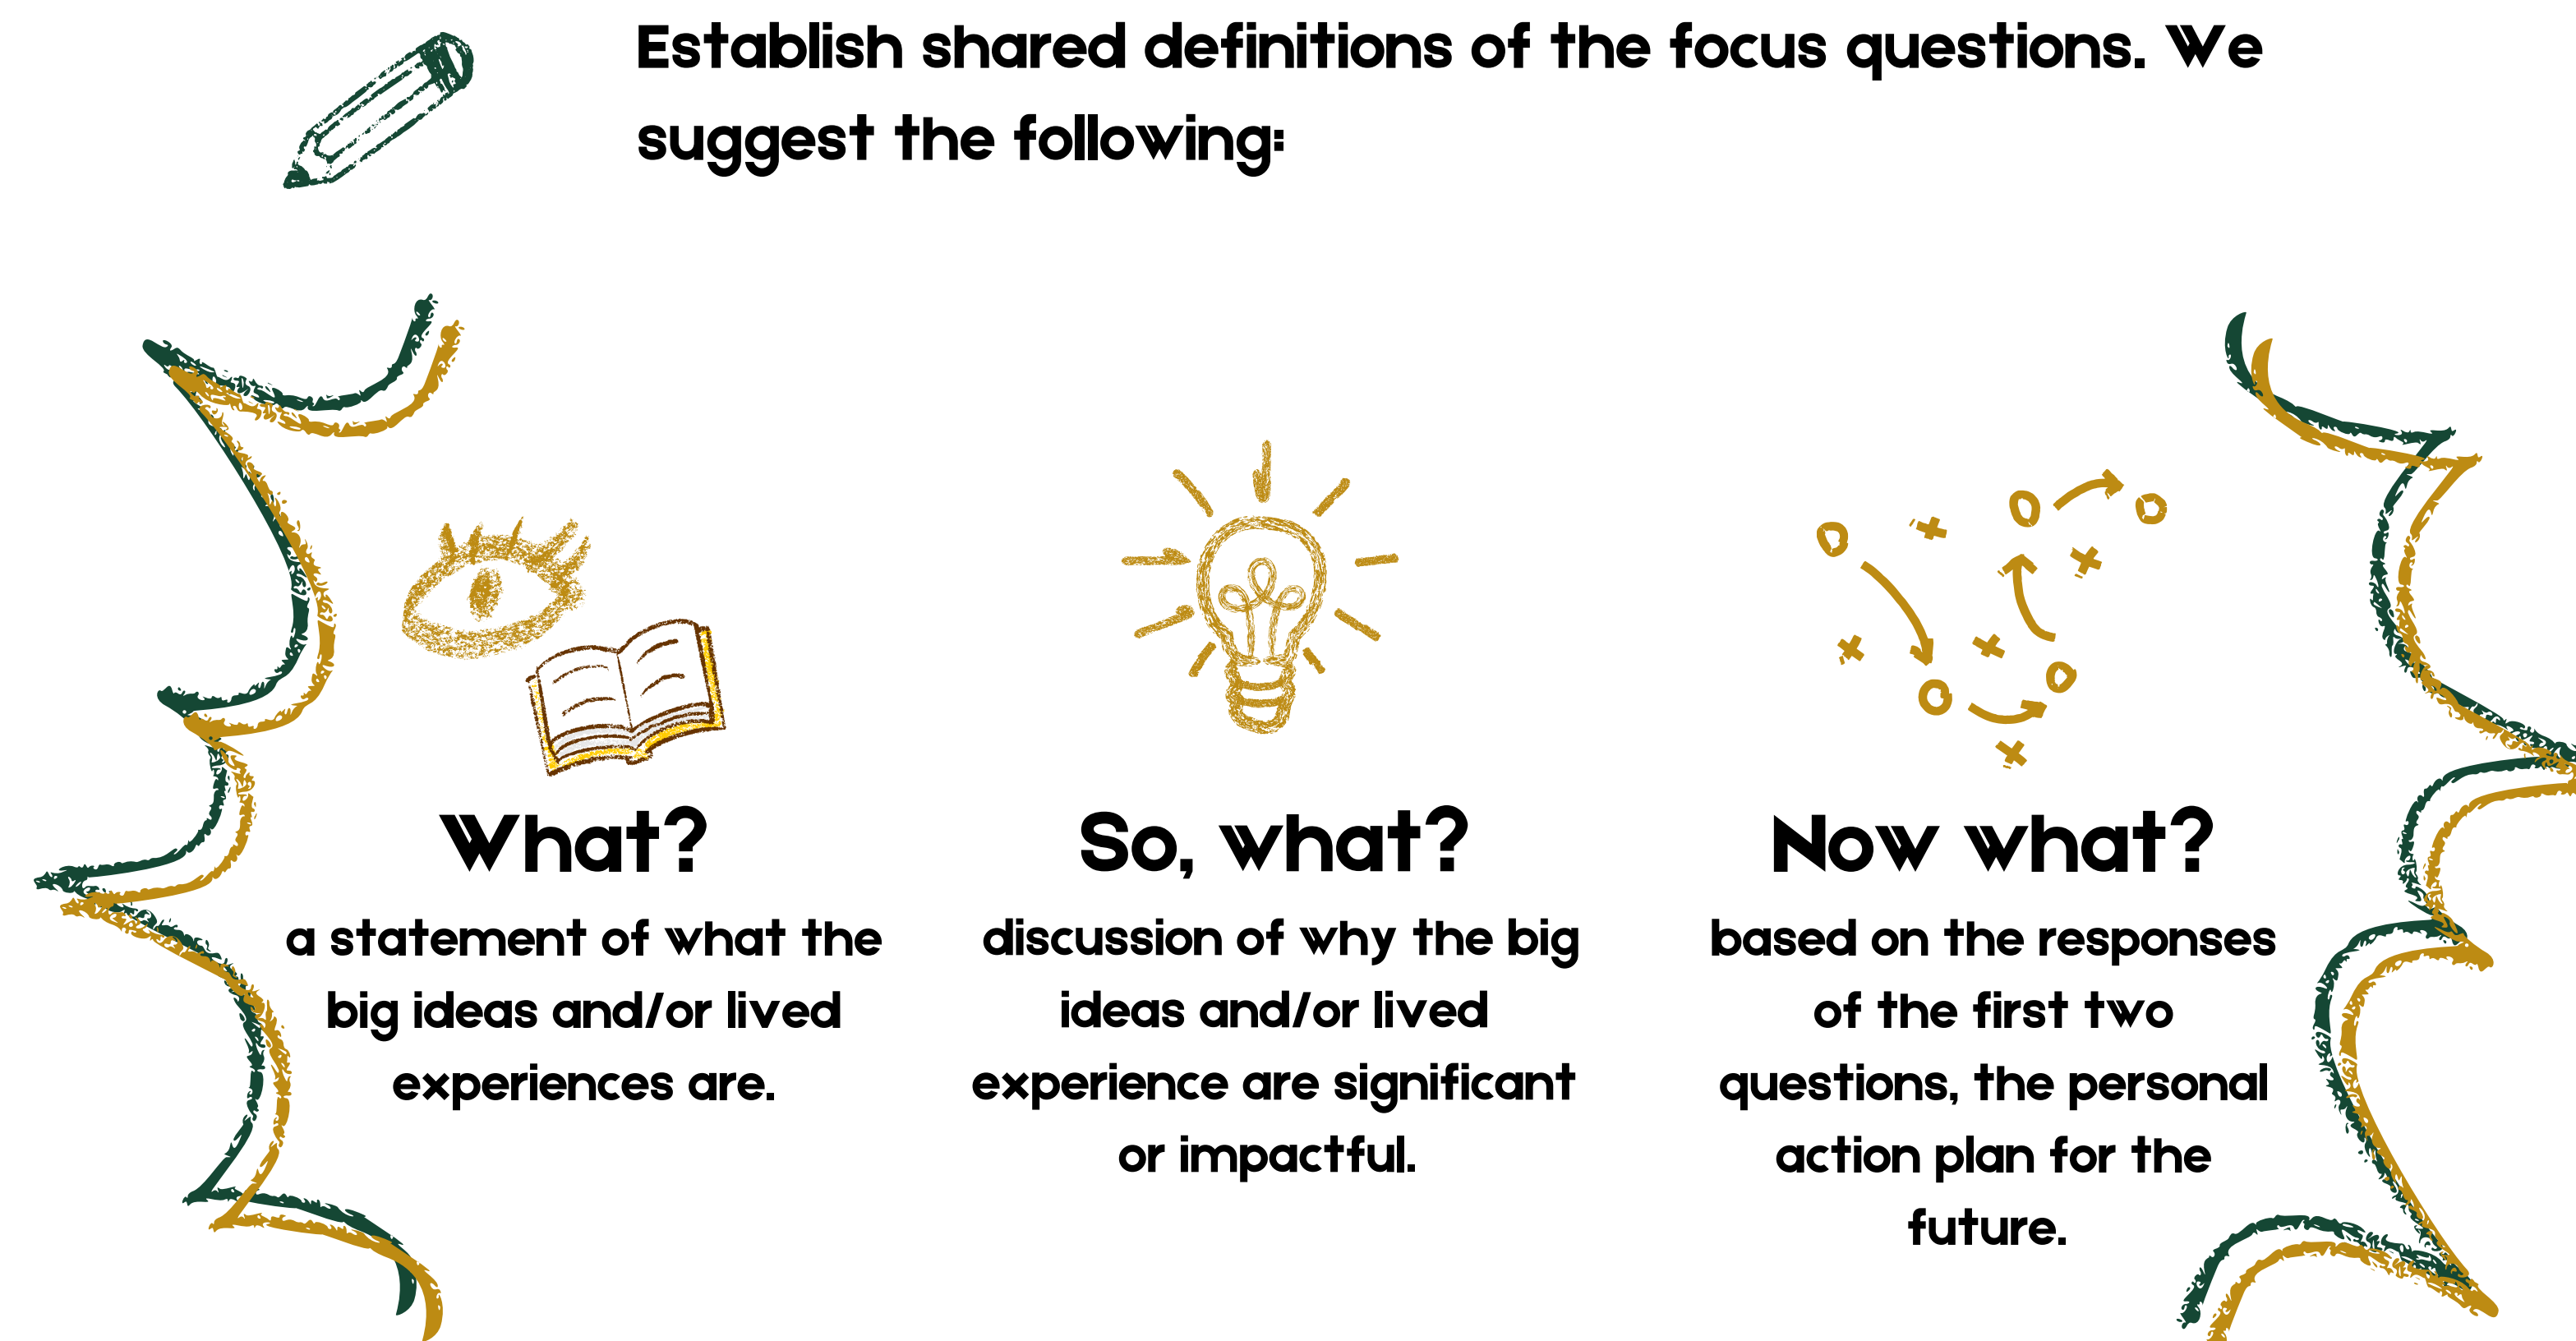 Establish shared definitions of the focus questions. We
suggest the following:
What?
a statement of what the
big ideas and/or lived
experiences are.
So, what?
discussion of why the big
ideas and/or lived
experience are significant
or impactful.
Now what?
based on the responses
of the first two
questions, the personal
action plan for the
future.